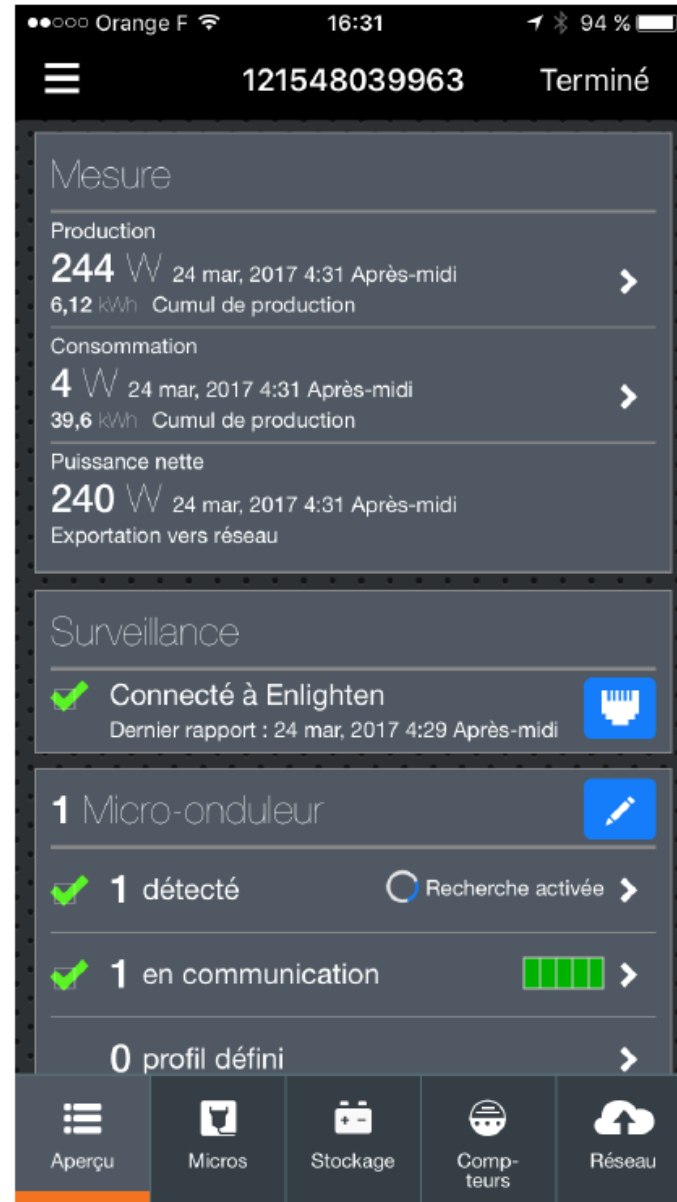 Orange F 16:31 94 %
121548039963 Terminé
Mesure
Production
244 W 24 mar, 2017 4:31 Après-midi
6,12 kWh Cumul de production
Consommation
4 W 24 mar, 2017 4:31 Après-midi
39,6 kWh Cumul de production
Puissance nette
240 W 24 mar, 2017 4:31 Après-midi
Exportation vers réseau
Surveillance
Connecté à Enlighten
Dernier rapport : 24 mar, 2017 4:29 Après-midi
1 Micro-onduleur
1 détecté Recherche activée
1 en communication
0 profil défini
Aperçu Micros Stockage Comp- Réseau
teurs